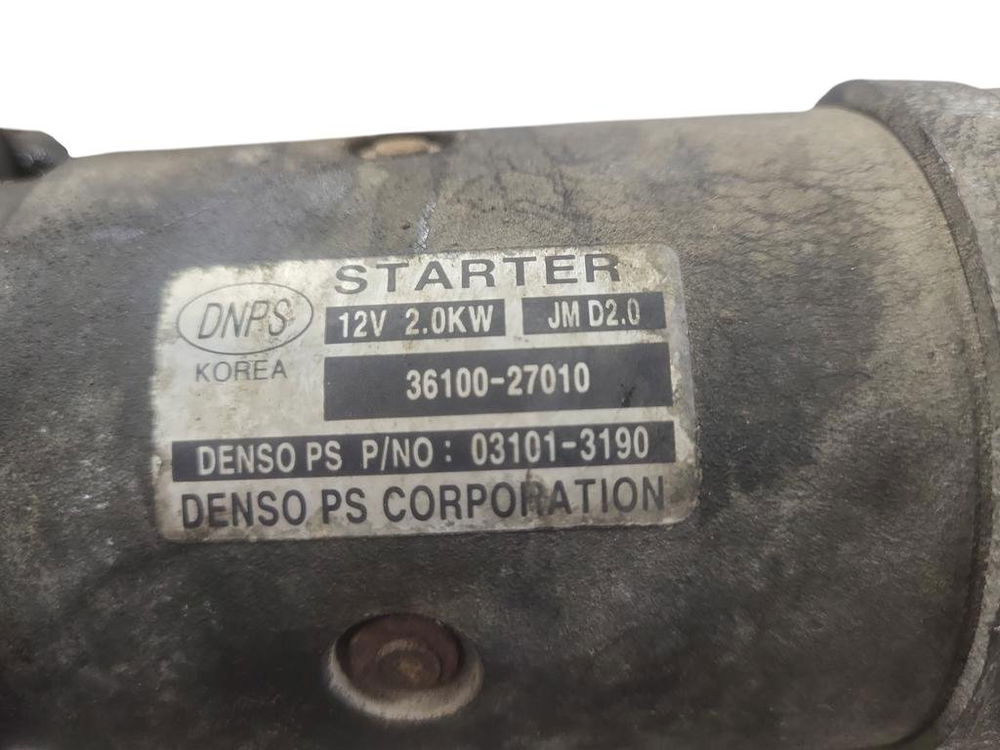 STARTER
DNPS 12V 2.0KW JM D2.0
KOREA 36100-27010
DENSO PS P/NO : 03101-3190
DENSO PS CORPORATION